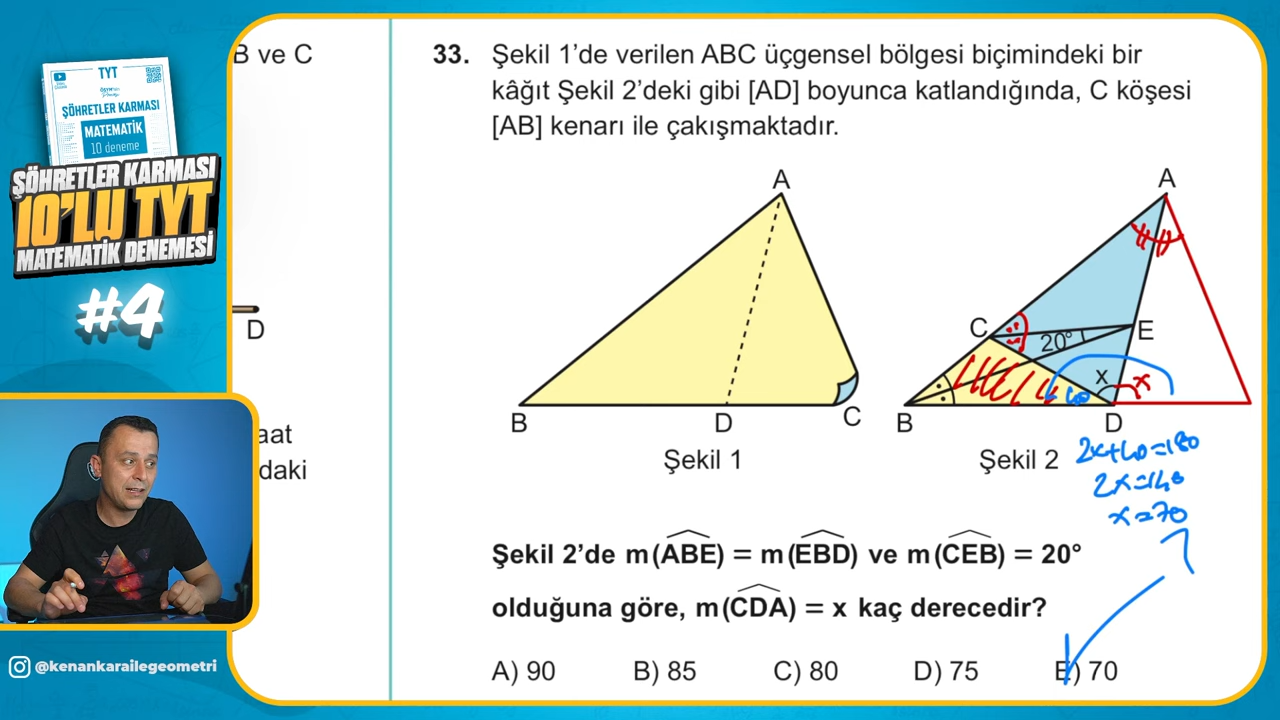 TYT
ŞÖHRETLER KARMASI
MATEMATİK
10 deneme
ŞÖHRETLER KARMASI
10'LU TYT
MATEMATİK DENEMESİ
#4
@kenankarailegeometri
B ve C
D
aat
daki
33. Şekil 1'de verilen ABC üçgensel bölgesi biçimindeki bir
kâğıt Şekil 2'deki gibi [AD] boyunca katlandığında, C köşesi
[AB] kenarı ile çakışmaktadır.
A
B
D
C
Şekil 1
A
C
E
20°
x
x
B
D
Şekil 2
2x+40=180
2x=140
x=70
Şekil 2'de m(ABE) = m(EBD) ve m(CEB) = 20°
olduğuna göre, m(CDA) = x kaç derecedir?
A) 90 B) 85 C) 80 D) 75 E) 70